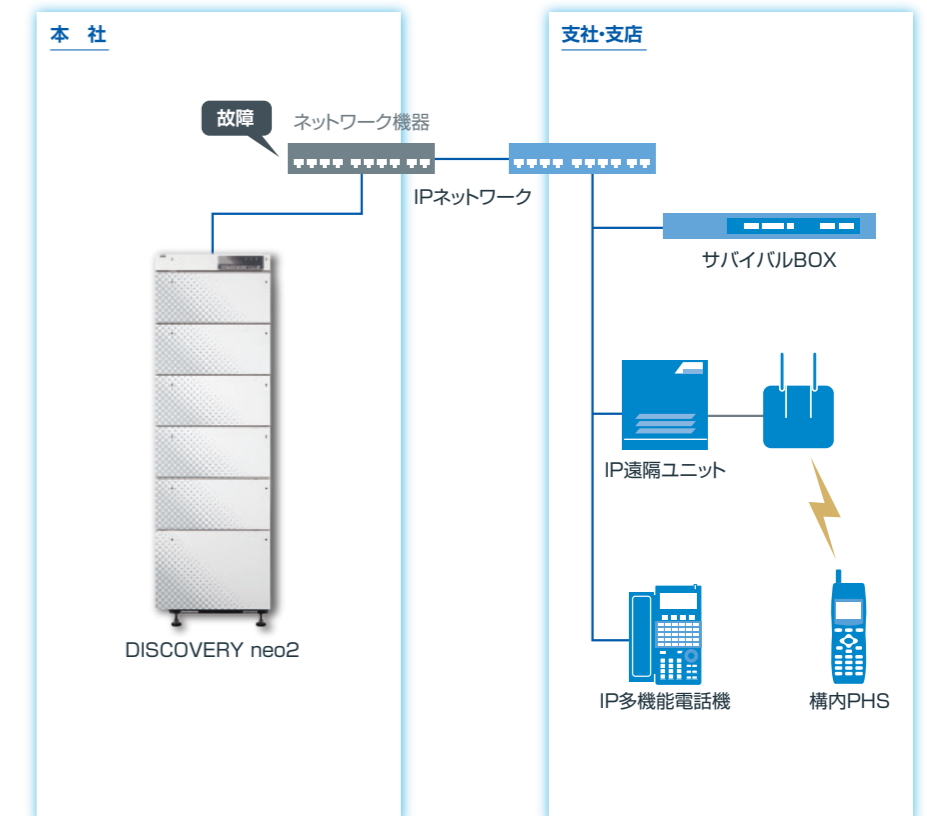 本 社
支社・支店
故障
ネットワーク機器
IPネットワーク
サバイバルBOX
IP遠隔ユニット
DISCOVERY neo2
IP多機能電話機
構内PHS